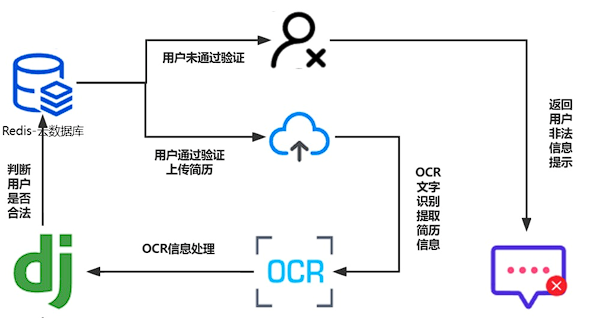 用户未通过验证
Redis-云数据库
用户通过验证
上传简历
返回
用户
非法
信息
提示
判断
用户
是否
合法
OCR
文字
识别
提取
简历
信息
OCR信息处理
dj
OCR